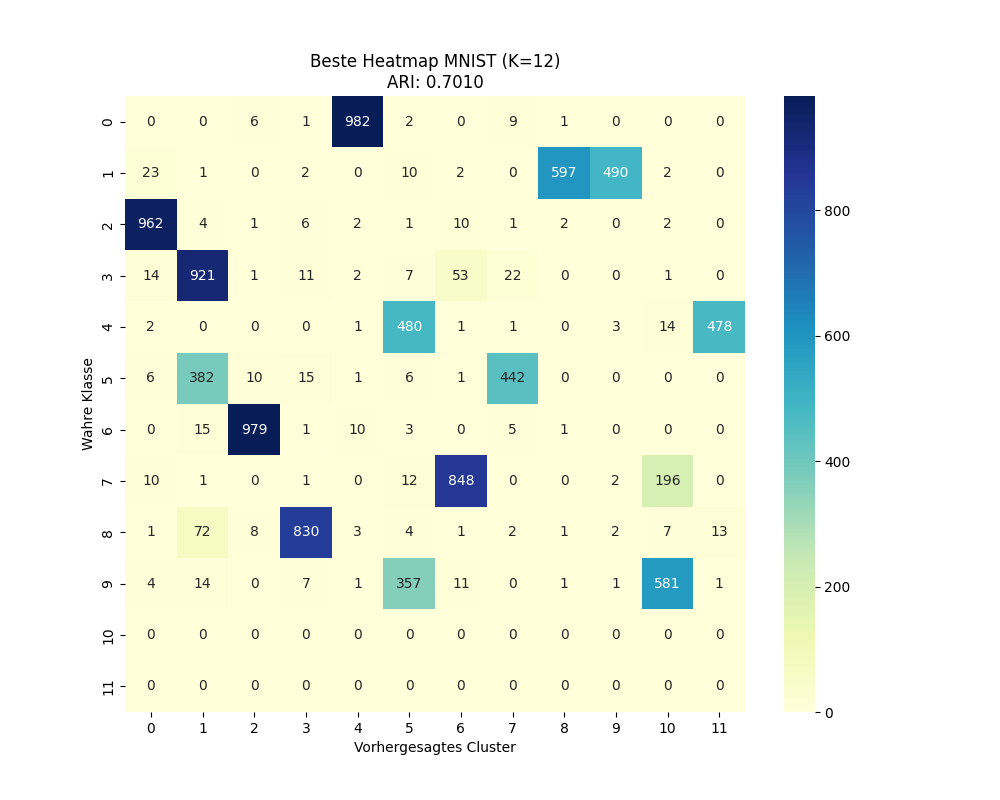 Beste Heatmap MNIST (K=12)
ARI: 0.7010
0 0 0 6 1 982 2 0 9 1 0 0 0
1 23 1 0 2 0 10 2 0 597 490 2 0
2 962 4 1 6 2 1 10 1 2 0 2 0
3 14 921 1 11 2 7 53 22 0 0 1 0
4 2 0 0 0 1 480 1 1 0 3 14 478
5 6 382 10 15 1 6 1 442 0 0 0 0
6 0 15 979 1 10 3 0 5 1 0 0 0
7 10 1 0 1 0 12 848 0 0 2 196 0
8 1 72 8 830 3 4 1 2 1 2 7 13
9 4 14 0 7 1 357 11 0 1 1 581 1
10 0 0 0 0 0 0 0 0 0 0 0 0
11 0 0 0 0 0 0 0 0 0 0 0 0
0 1 2 3 4 5 6 7 8 9 10 11
Vorhergesagtes Cluster
Wahre Klasse
800
600
400
200
0